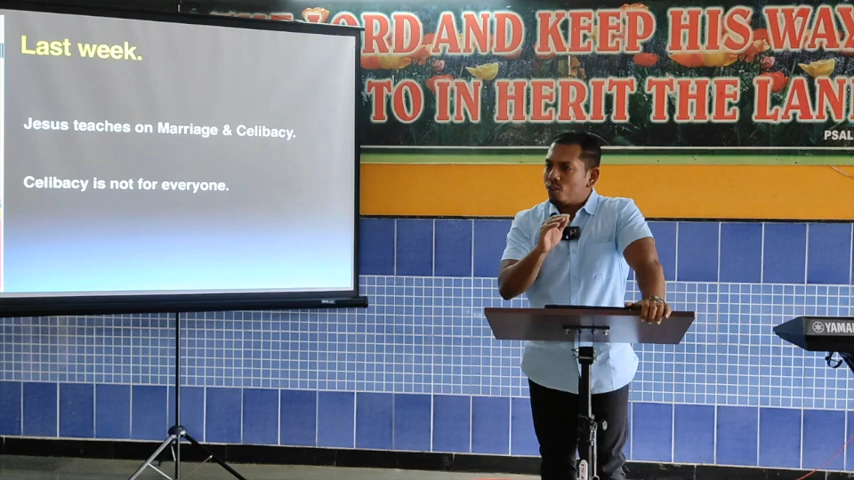 Last week.
Jesus teaches on Marriage & Celibacy.
Celibacy is not for everyone.
LORD AND KEEP HIS WAY
TO IN HERIT THE LAN
PSAL
YAMA